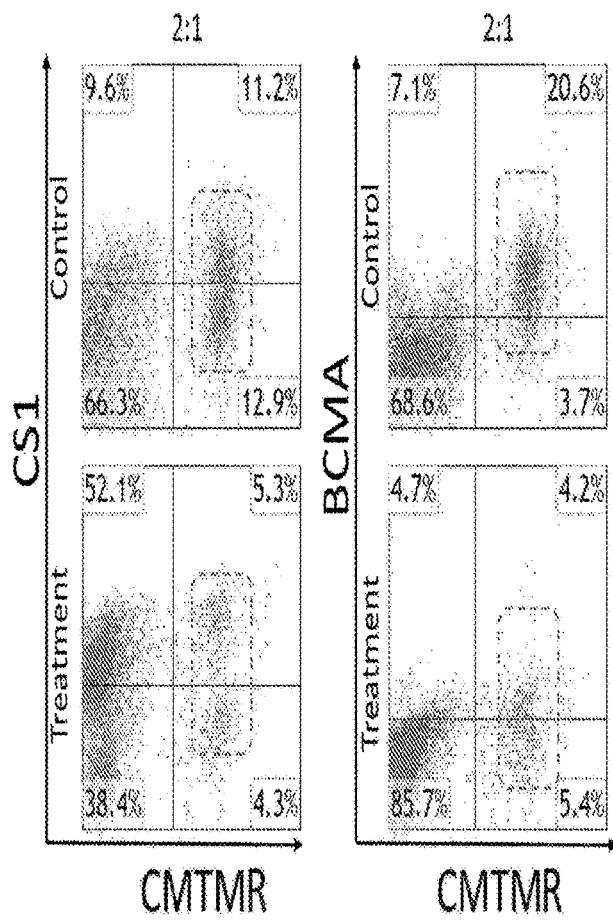 2:1
2:1
9.6%
11.2%
7.1%
20.6%
Control
Control
66.3%
12.9%
68.6%
3.7%
CS1
BCMA
52.1%
5.3%
4.7%
4.2%
Treatment
Treatment
38.4%
4.3%
85.7%
5.4%
CMTMR
CMTMR